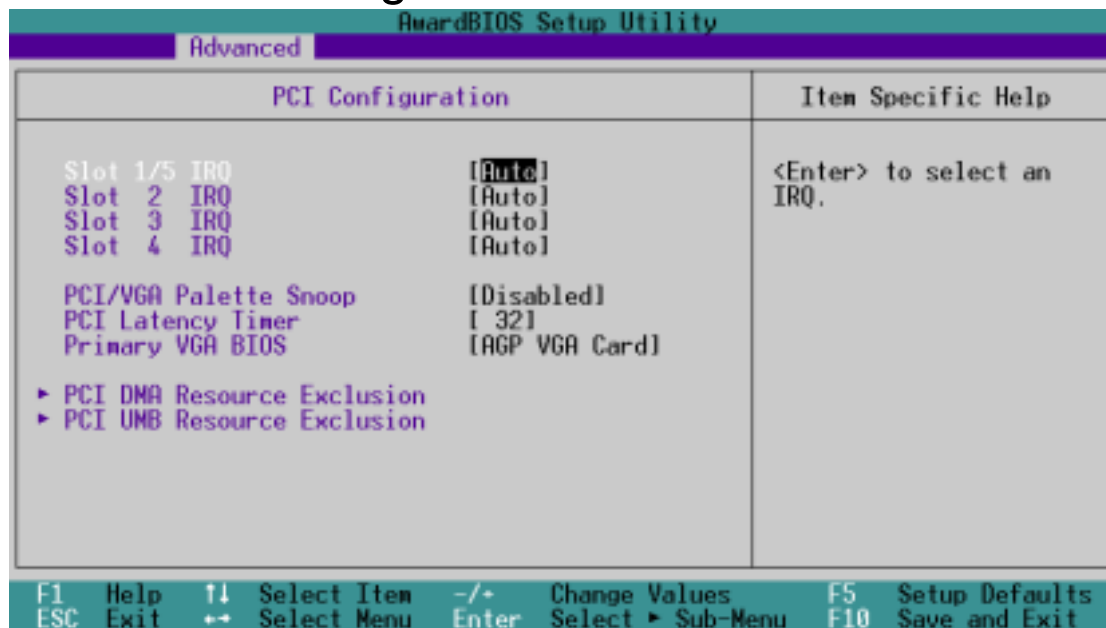 AwardBIOS Setup Utility
Advanced
PCI Configuration
Item Specific Help
Slot 1/5 IRQ [Auto]
Slot 2 IRQ [Auto]
Slot 3 IRQ [Auto]
Slot 4 IRQ [Auto]
PCI/VGA Palette Snoop [Disabled]
PCI Latency Timer [ 32]
Primary VGA BIOS [AGP VGA Card]
► PCI DMA Resource Exclusion
► PCI UMB Resource Exclusion
<Enter> to select an
IRQ.
F1 Help ↑↓ Select Item -/+ Change Values F5 Setup Defaults
ESC Exit ←→ Select Menu Enter Select ► Sub-Menu F10 Save and Exit